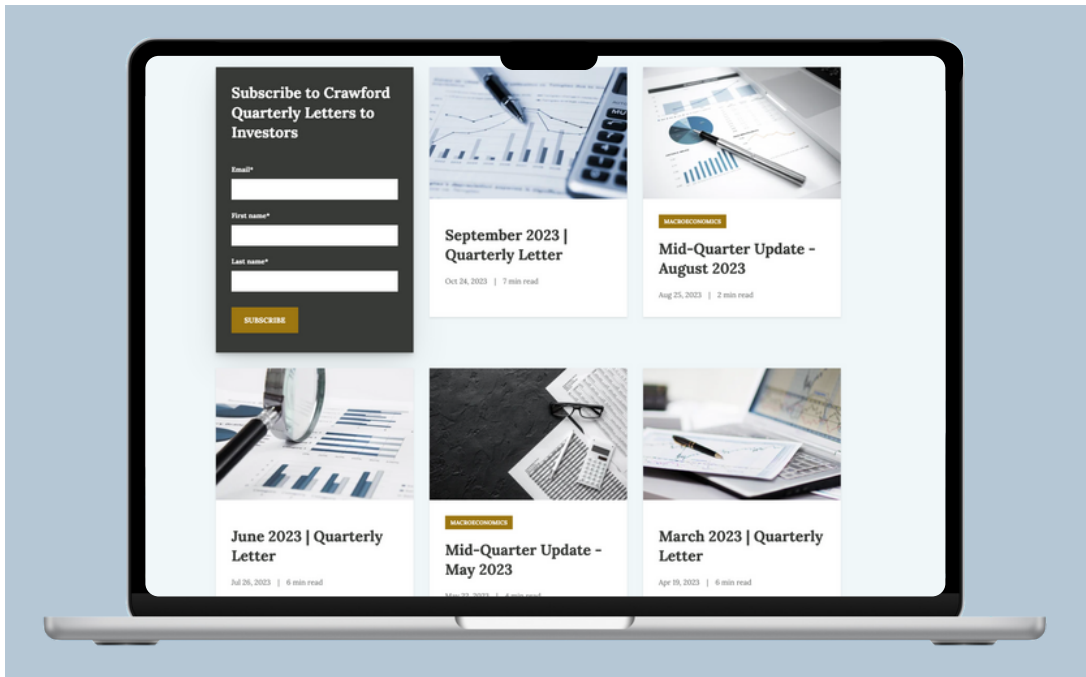 Subscribe to Crawford
Quarterly Letters to
Investors
Email*
First name*
Last name*
SUBSCRIBE
September 2023 |
Quarterly Letter
Oct 24, 2023 | 7 min read
MACROECONOMICS
Mid-Quarter Update -
August 2023
Aug 25, 2023 | 2 min read
June 2023 | Quarterly
Letter
Jul 26, 2023 | 6 min read
MACROECONOMICS
Mid-Quarter Update -
May 2023
March 2023 | Quarterly
Letter
Apr 19, 2023 | 6 min read